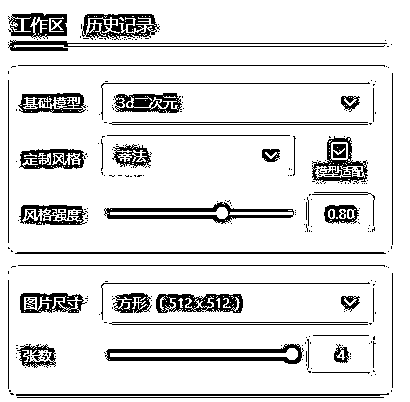 工作区 历史记录
基础模型 3d二次元
定制风格
模型适配
风格强度 0.80
图片尺寸 方形 (512 x 512)
张数 4